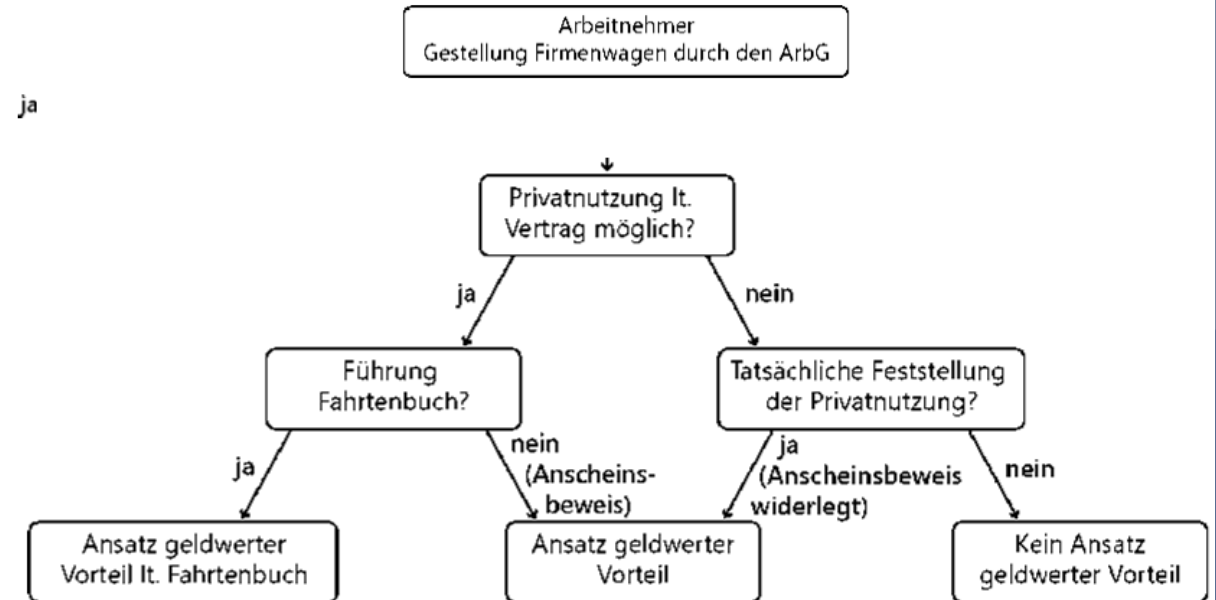 Arbeitnehmer
Gestellung Firmenwagen durch den ArbG
ja
Privatnutzung lt.
Vertrag möglich?
ja
nein
Führung
Fahrtenbuch?
Tatsächliche Feststellung
der Privatnutzung?
ja
nein
(Anscheins-
beweis)
ja
(Anscheinsbeweis
widerlegt)
nein
Ansatz geldwerter
Vorteil lt. Fahrtenbuch
Ansatz geldwerter
Vorteil
Kein Ansatz
geldwerter Vorteil